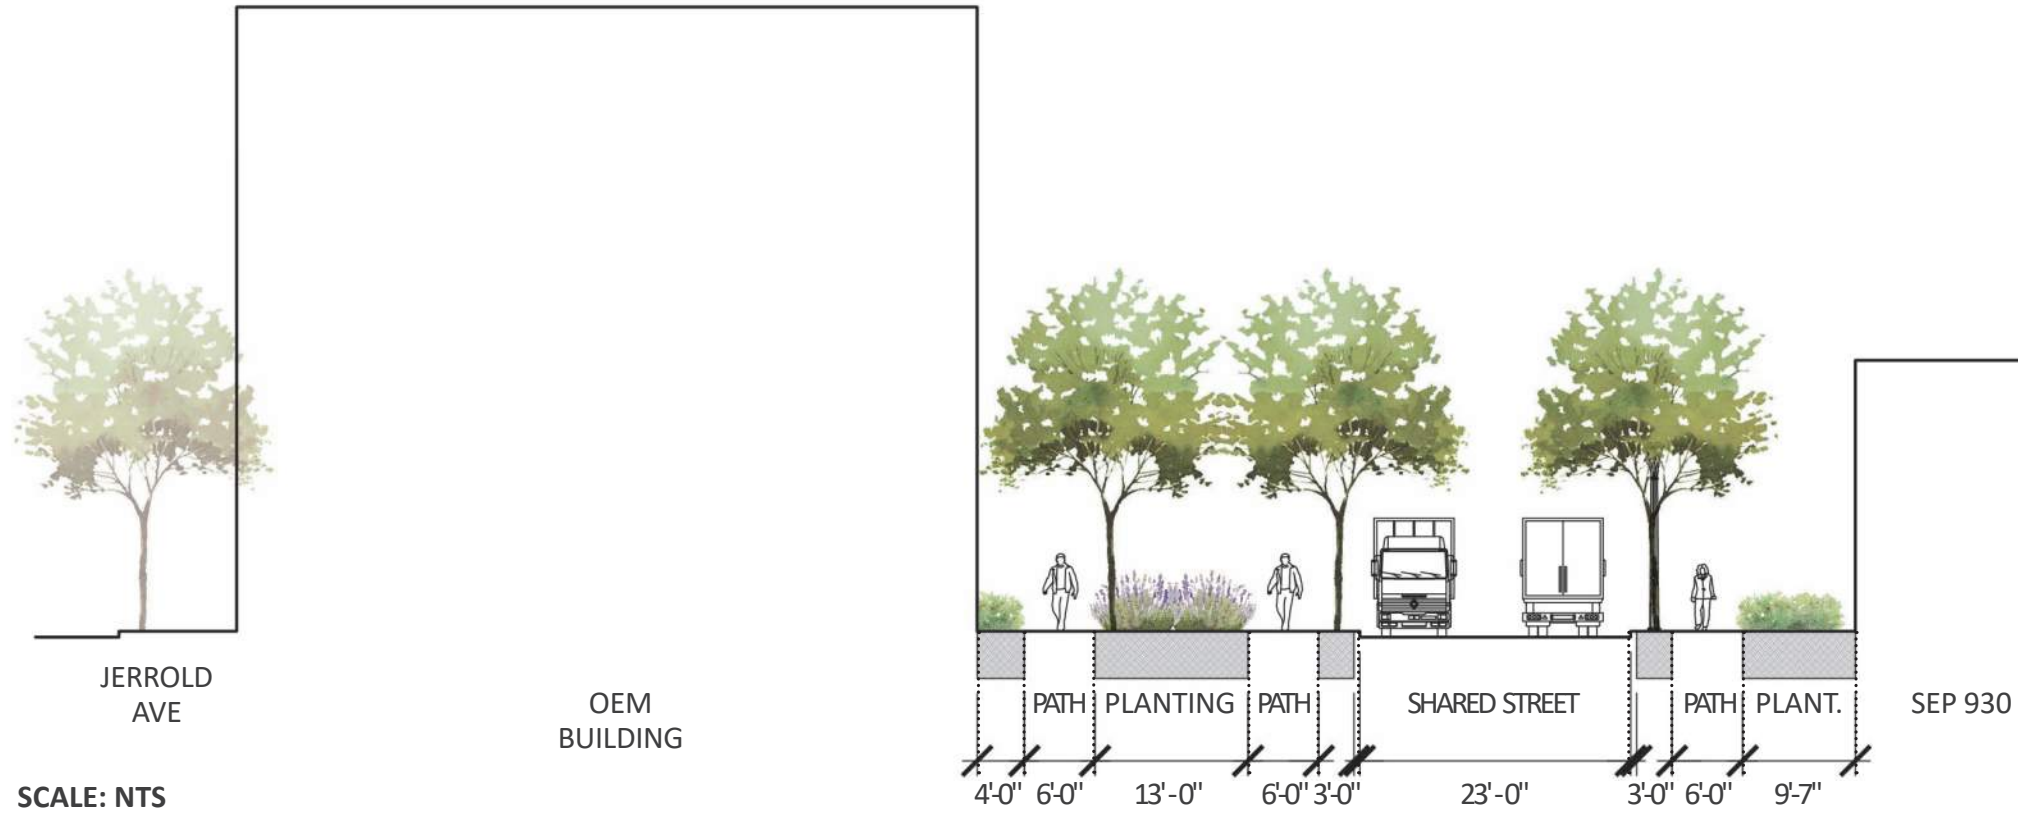 JERROLD
AVE
OEM
BUILDING
PATH PLANTING PATH SHARED STREET PATH PLANT. SEP 930
4'-0" 6'-0" 13'-0" 6'-0" 3'-0" 23'-0" 3'-0" 6'-0" 9'-7"
SCALE: NTS